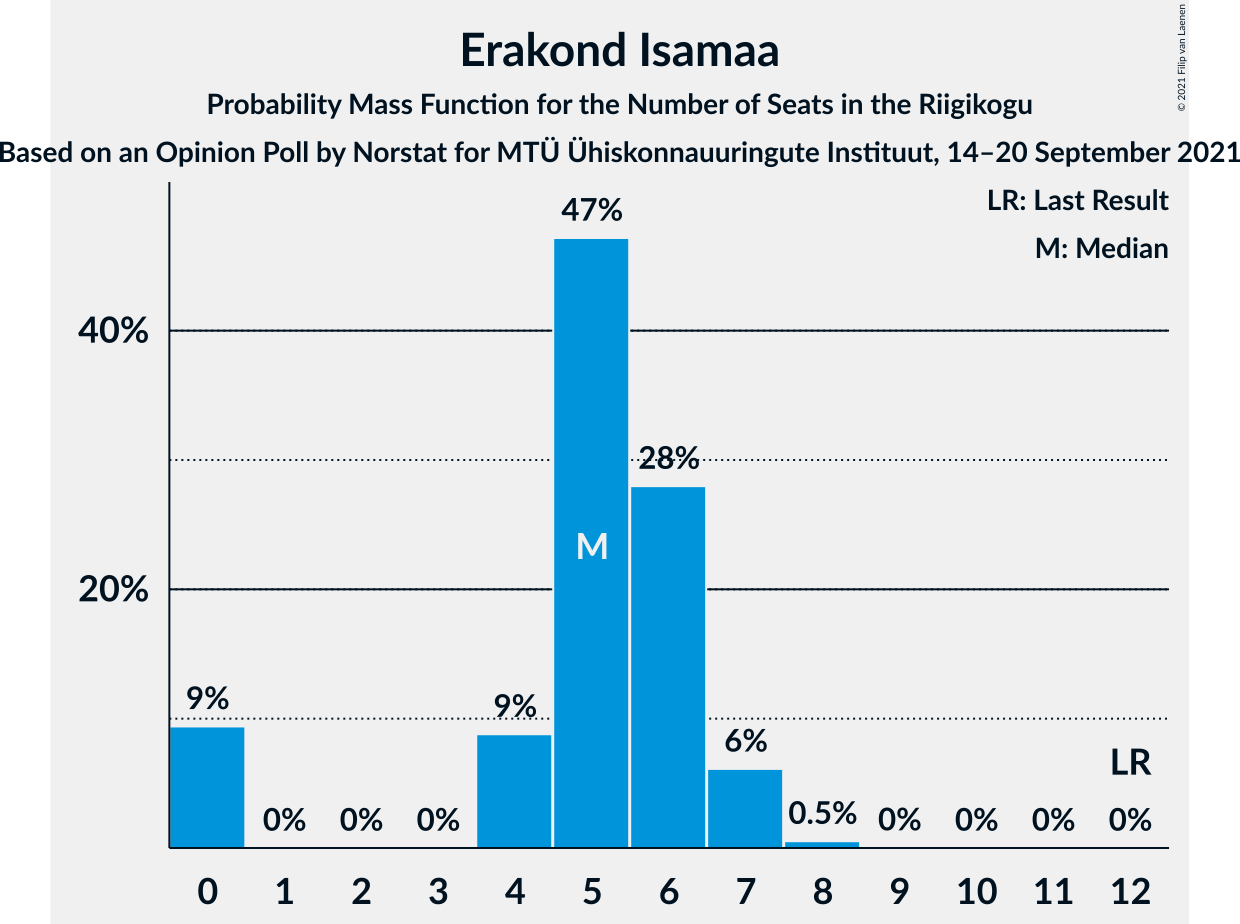 Erakond Isamaa
Probability Mass Function for the Number of Seats in the Riigikogu
Based on an Opinion Poll by Norstat for MTÜ Ühiskonnauuringute Instituut, 14–20 September 2021
© 2021 Filip van Laenen
LR: Last Result
M: Median
47%
40%
28%
M
20%
9% 9%
6%
LR
0% 0% 0% 0.5% 0% 0% 0% 0%
0 1 2 3 4 5 6 7 8 9 10 11 12